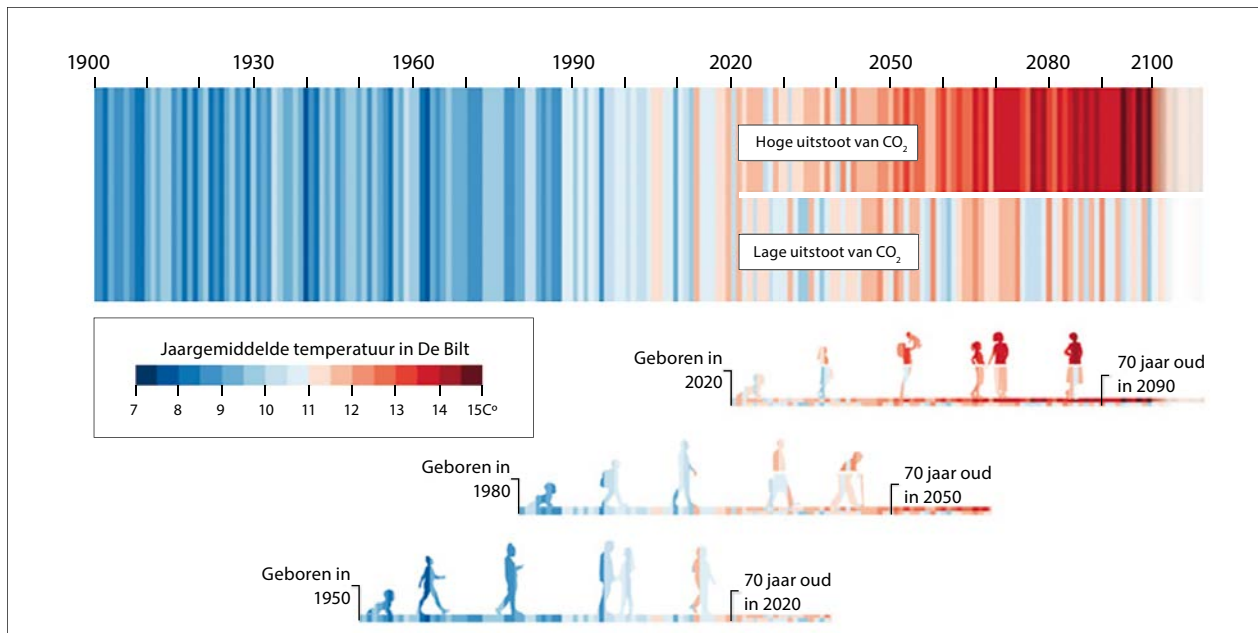 1900 1930 1960 1990 2020 2050 2080 2100
Hoge uitstoot van CO₂
Lage uitstoot van CO₂
Jaargemiddelde temperatuur in De Bilt
7 8 9 10 11 12 13 14 15Cº
Geboren in
2020
70 jaar oud
in 2090
Geboren in
1980
70 jaar oud
in 2050
Geboren in
1950
70 jaar oud
in 2020